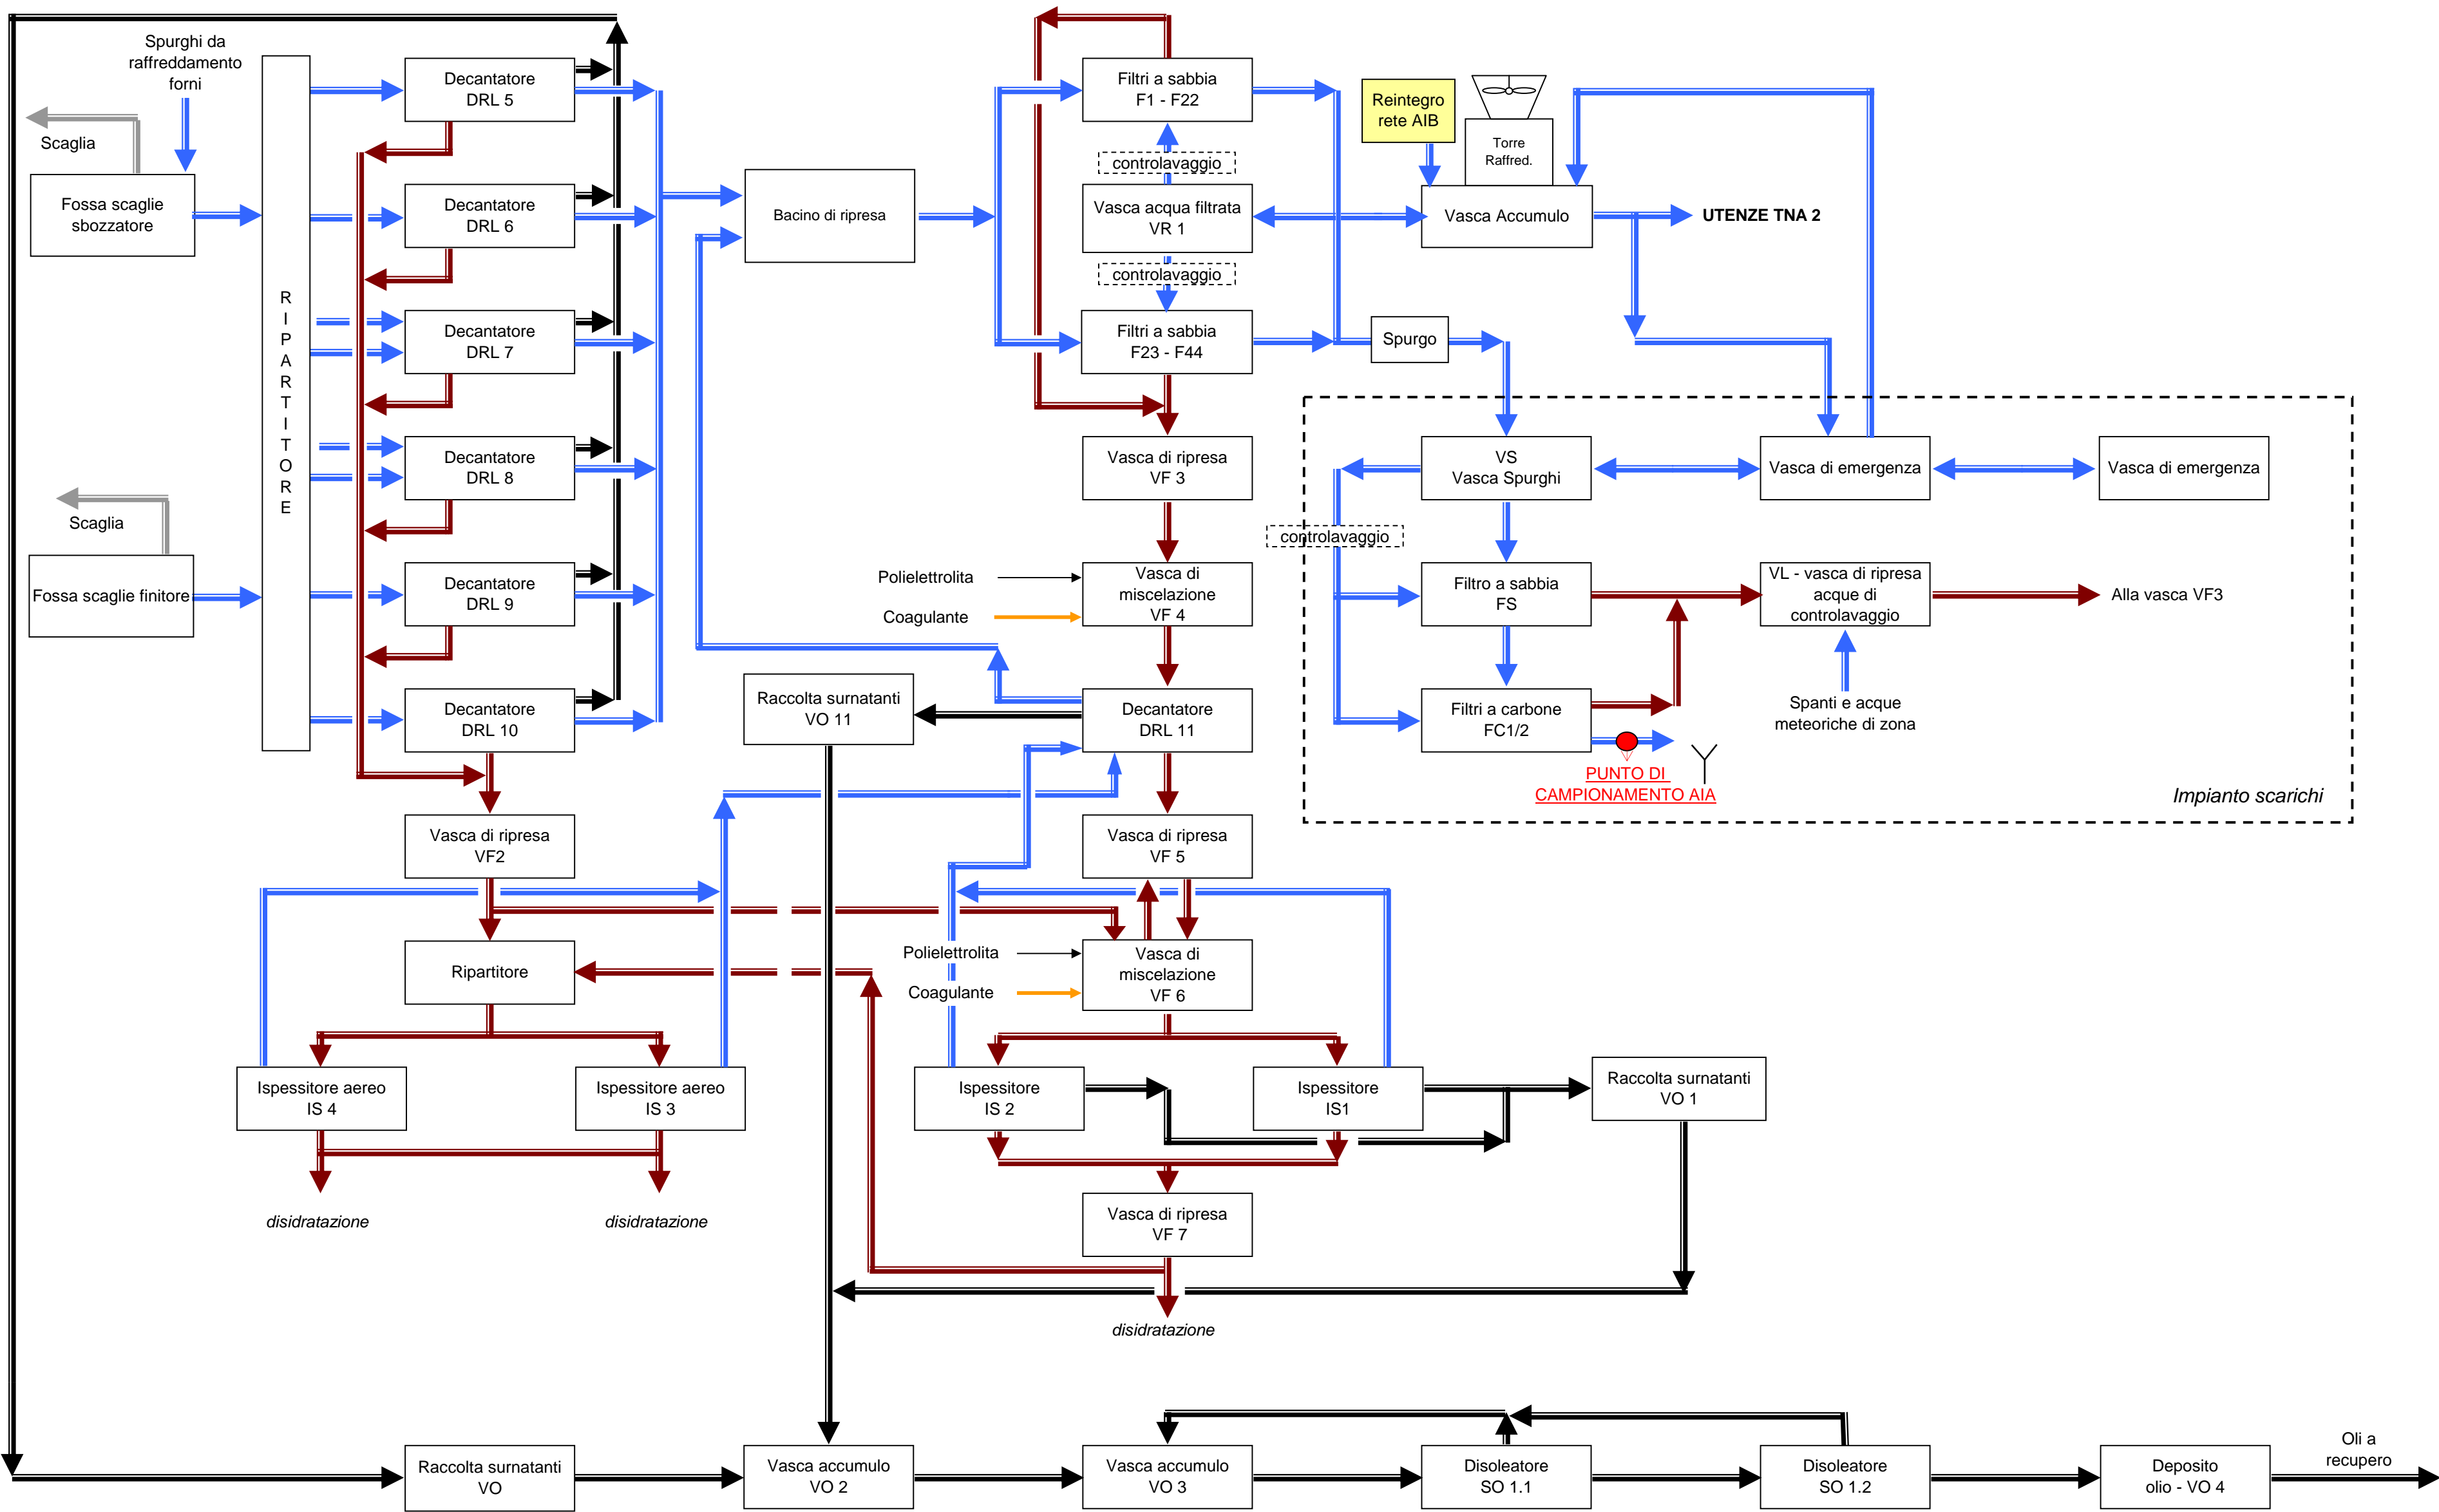 Spurghi da
raffreddamento
forni
Scaglia
Fossa scaglie
sbozzatore
Scaglia
Fossa scaglie finitore
R
I
P
A
R
T
I
T
O
R
E
Decantatore
DRL 5
Decantatore
DRL 6
Decantatore
DRL 7
Decantatore
DRL 8
Decantatore
DRL 9
Decantatore
DRL 10
Vasca di ripresa
VF2
Ripartitore
Ispessitore aereo
IS 4
Ispessitore aereo
IS 3
disidratazione
disidratazione
Bacino di ripresa
Filtri a sabbia
F1 - F22
controlavaggio
Vasca acqua filtrata
VR 1
controlavaggio
Filtri a sabbia
F23 - F44
Vasca di ripresa
VF 3
Polielettrolita
Coagulante
Vasca di
miscelazione
VF 4
Raccolta surnatanti
VO 11
Decantatore
DRL 11
Vasca di ripresa
VF 5
Polielettrolita
Coagulante
Vasca di
miscelazione
VF 6
Ispessitore
IS 2
Ispessitore
IS1
Raccolta surnatanti
VO 1
Vasca di ripresa
VF 7
disidratazione
Reintegro
rete AIB
Torre
Raffred.
Vasca Accumulo
UTENZE TNA 2
Spurgo
VS
Vasca Spurghi
Vasca di emergenza
Vasca di emergenza
controlavaggio
Filtro a sabbia
FS
VL - vasca di ripresa
acque di
controlavaggio
Alla vasca VF3
Filtri a carbone
FC1/2
Spanti e acque
meteoriche di zona
PUNTO DI
CAMPIONAMENTO AIA
Impianto scarichi
Raccolta surnatanti
VO
Vasca accumulo
VO 2
Vasca accumulo
VO 3
Disoleatore
SO 1.1
Disoleatore
SO 1.2
Deposito
olio - VO 4
Oli a
recupero